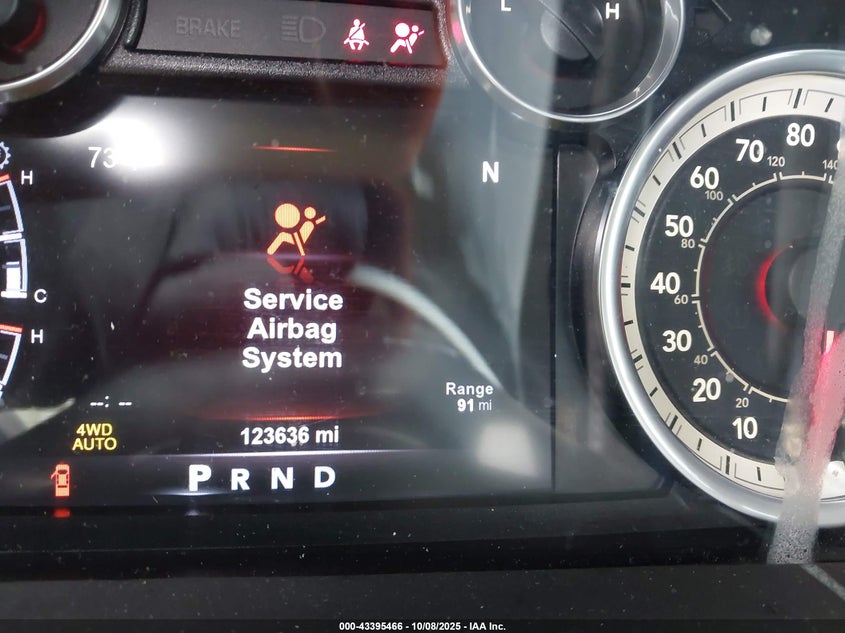 BRAKE
L H
H
N
Service
Airbag
System
C
H
Range
91 mi
--:--
4WD
AUTO
123636 mi
P R N D
80
70
60
50
40
30
20
10
120
100
80
60
40
20
000-43395466 - 10/08/2025 - IAA Inc.